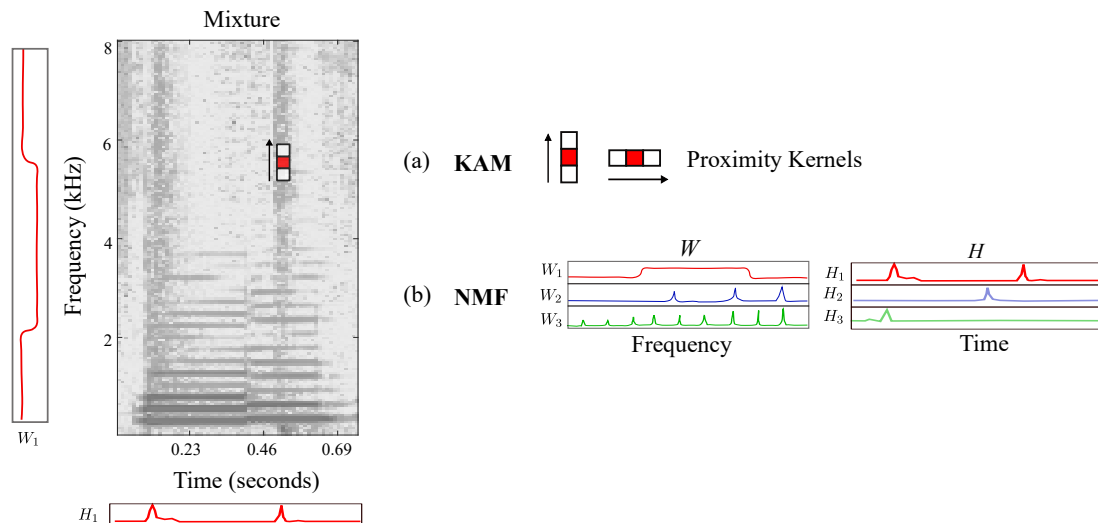 Mixture
8
6
4
2
Frequency (kHz)
W1
0.23 0.46 0.69
Time (seconds)
H1
(a) KAM Proximity Kernels
(b) NMF
W
W1
W2
W3
Frequency
H
H1
H2
H3
Time